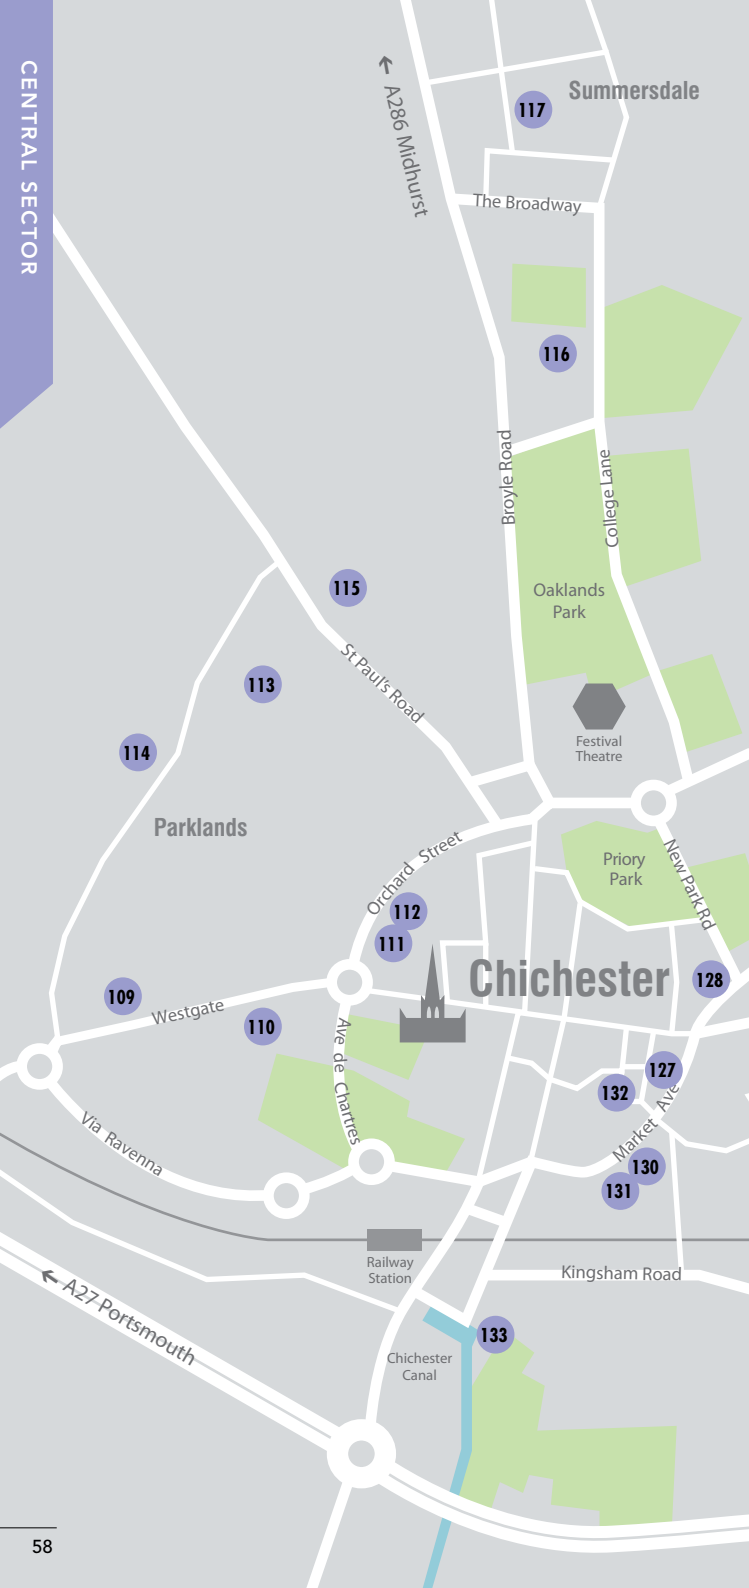 CENTRAL SECTOR
← A286 Midhurst
Summersdale
117
The Broadway
116
Broyle Road
College Lane
Oaklands
Park
115
St Paul's Road
113
114
Festival
Theatre
Parklands
Orchard Street
Priory
Park
New Park Rd
112
111
Chichester
128
109
Westgate
110
Ave de Chartres
127
132
Market Ave
Via Ravenna
130
131
Railway
Station
Kingsham Road
← A27 Portsmouth
133
Chichester
Canal
58